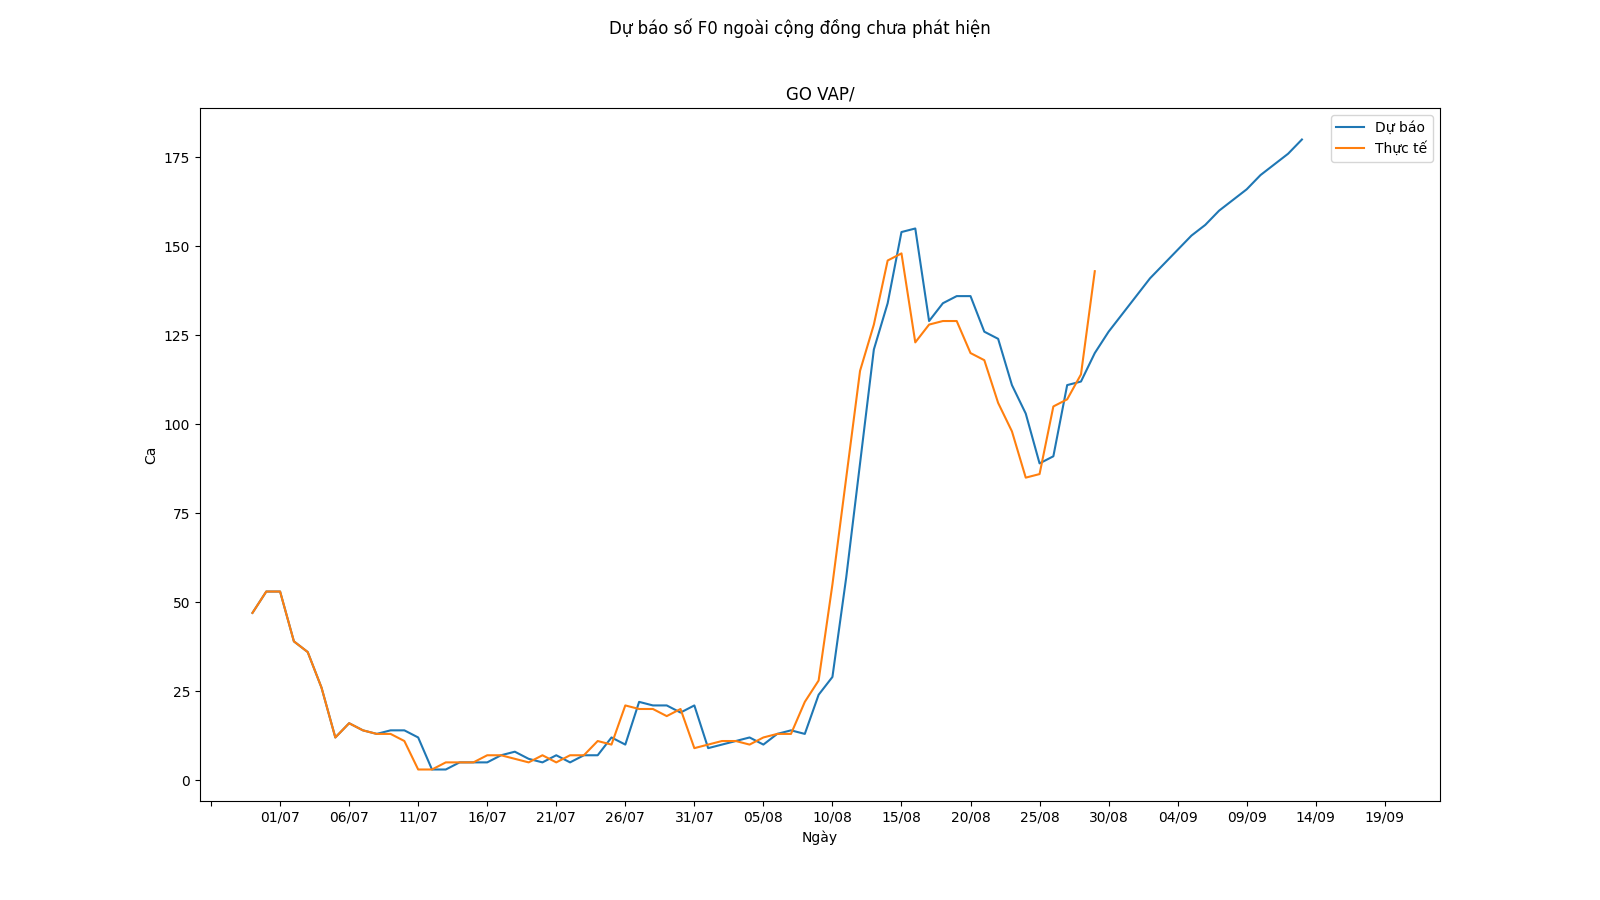 Dự báo số F0 ngoài cộng đồng chưa phát hiện
GO VAP/
Dự báo
Thực tế
175
150
125
100
75
50
25
0
Ca
01/07 06/07 11/07 16/07 21/07 26/07 31/07 05/08 10/08 15/08 20/08 25/08 30/08 04/09 09/09 14/09 19/09
Ngày